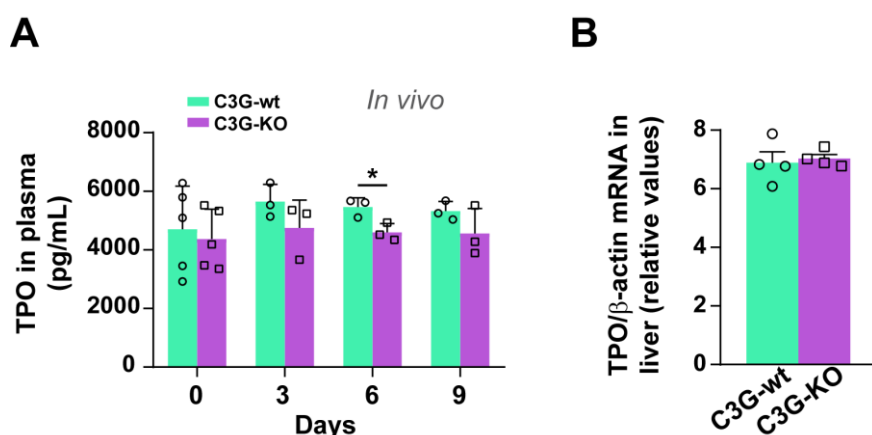 A
C3G-wt
C3G-KO
In vivo
TPO in plasma
(pg/mL)
8000
6000
4000
2000
0
*
0 3 6 9
Days
B
TPO/β-actin mRNA in
liver (relative values)
8
6
4
2
0
C3G-wt
C3G-KO